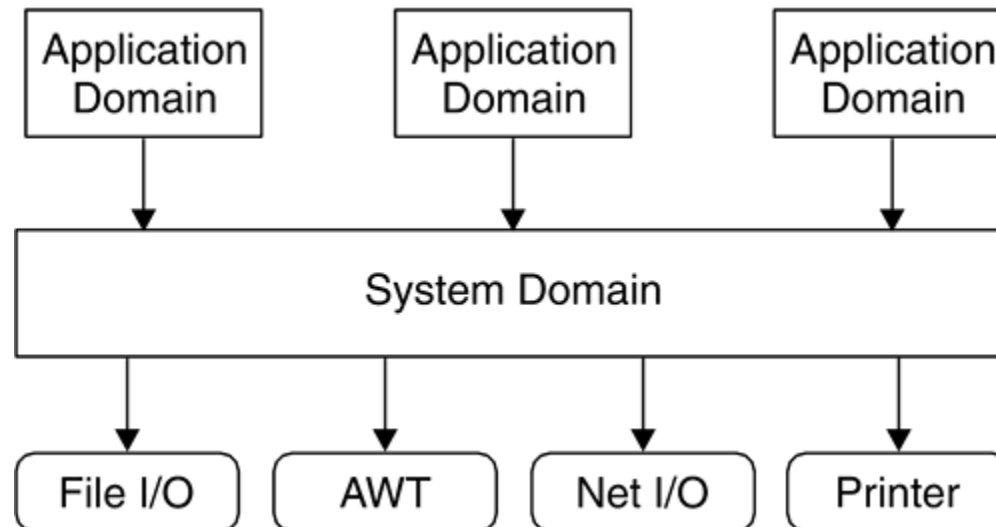 Application
Domain
Application
Domain
Application
Domain
System Domain
File I/O
AWT
Net I/O
Printer